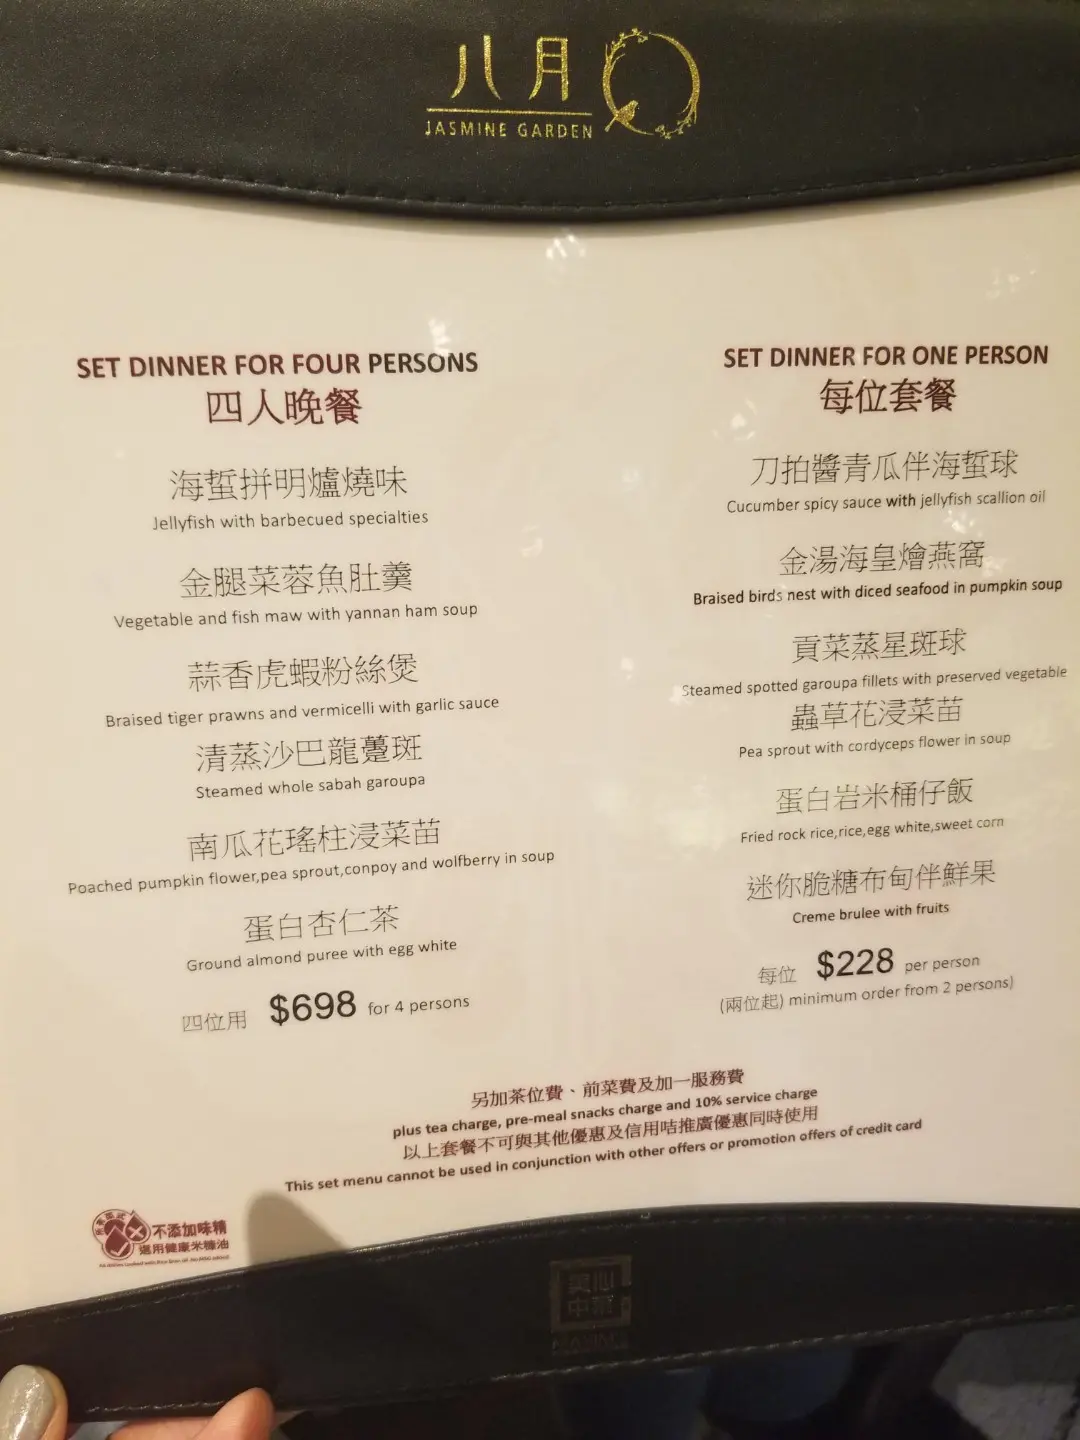 八月
JASMINE GARDEN
SET DINNER FOR FOUR PERSONS
四人晚餐
海蜇拼明爐燒味
Jellyfish with barbecued specialties
金腿菜蓉魚肚羹
Vegetable and fish maw with yannan ham soup
蒜香虎蝦粉絲煲
Braised tiger prawns and vermicelli with garlic sauce
清蒸沙巴龍躉斑
Steamed whole sabah garoupa
南瓜花瑤柱浸菜苗
Poached pumpkin flower,pea sprout,conpoy and wolfberry in soup
蛋白杏仁茶
Ground almond puree with egg white
四位用 $698 for 4 persons
SET DINNER FOR ONE PERSON
每位套餐
刀拍醬青瓜伴海蜇球
Cucumber spicy sauce with jellyfish scallion oil
金湯海皇燴燕窩
Braised birds nest with diced seafood in pumpkin soup
貢菜蒸星斑球
Steamed spotted garoupa fillets with preserved vegetable
蟲草花浸菜苗
Pea sprout with cordyceps flower in soup
蛋白岩米桶仔飯
Fried rock rice,rice,egg white,sweet corn
迷你脆糖布甸伴鮮果
Creme brulee with fruits
每位 $228 per person
(兩位起) minimum order from 2 persons)
另加茶位費、前菜費及加一服務費
plus tea charge, pre-meal snacks charge and 10% service charge
以上套餐不可與其他優惠及信用咭推廣優惠同時使用
This set menu cannot be used in conjunction with other offers or promotion offers of credit card
不添加味精
選用健康米糠油
美心
中菜